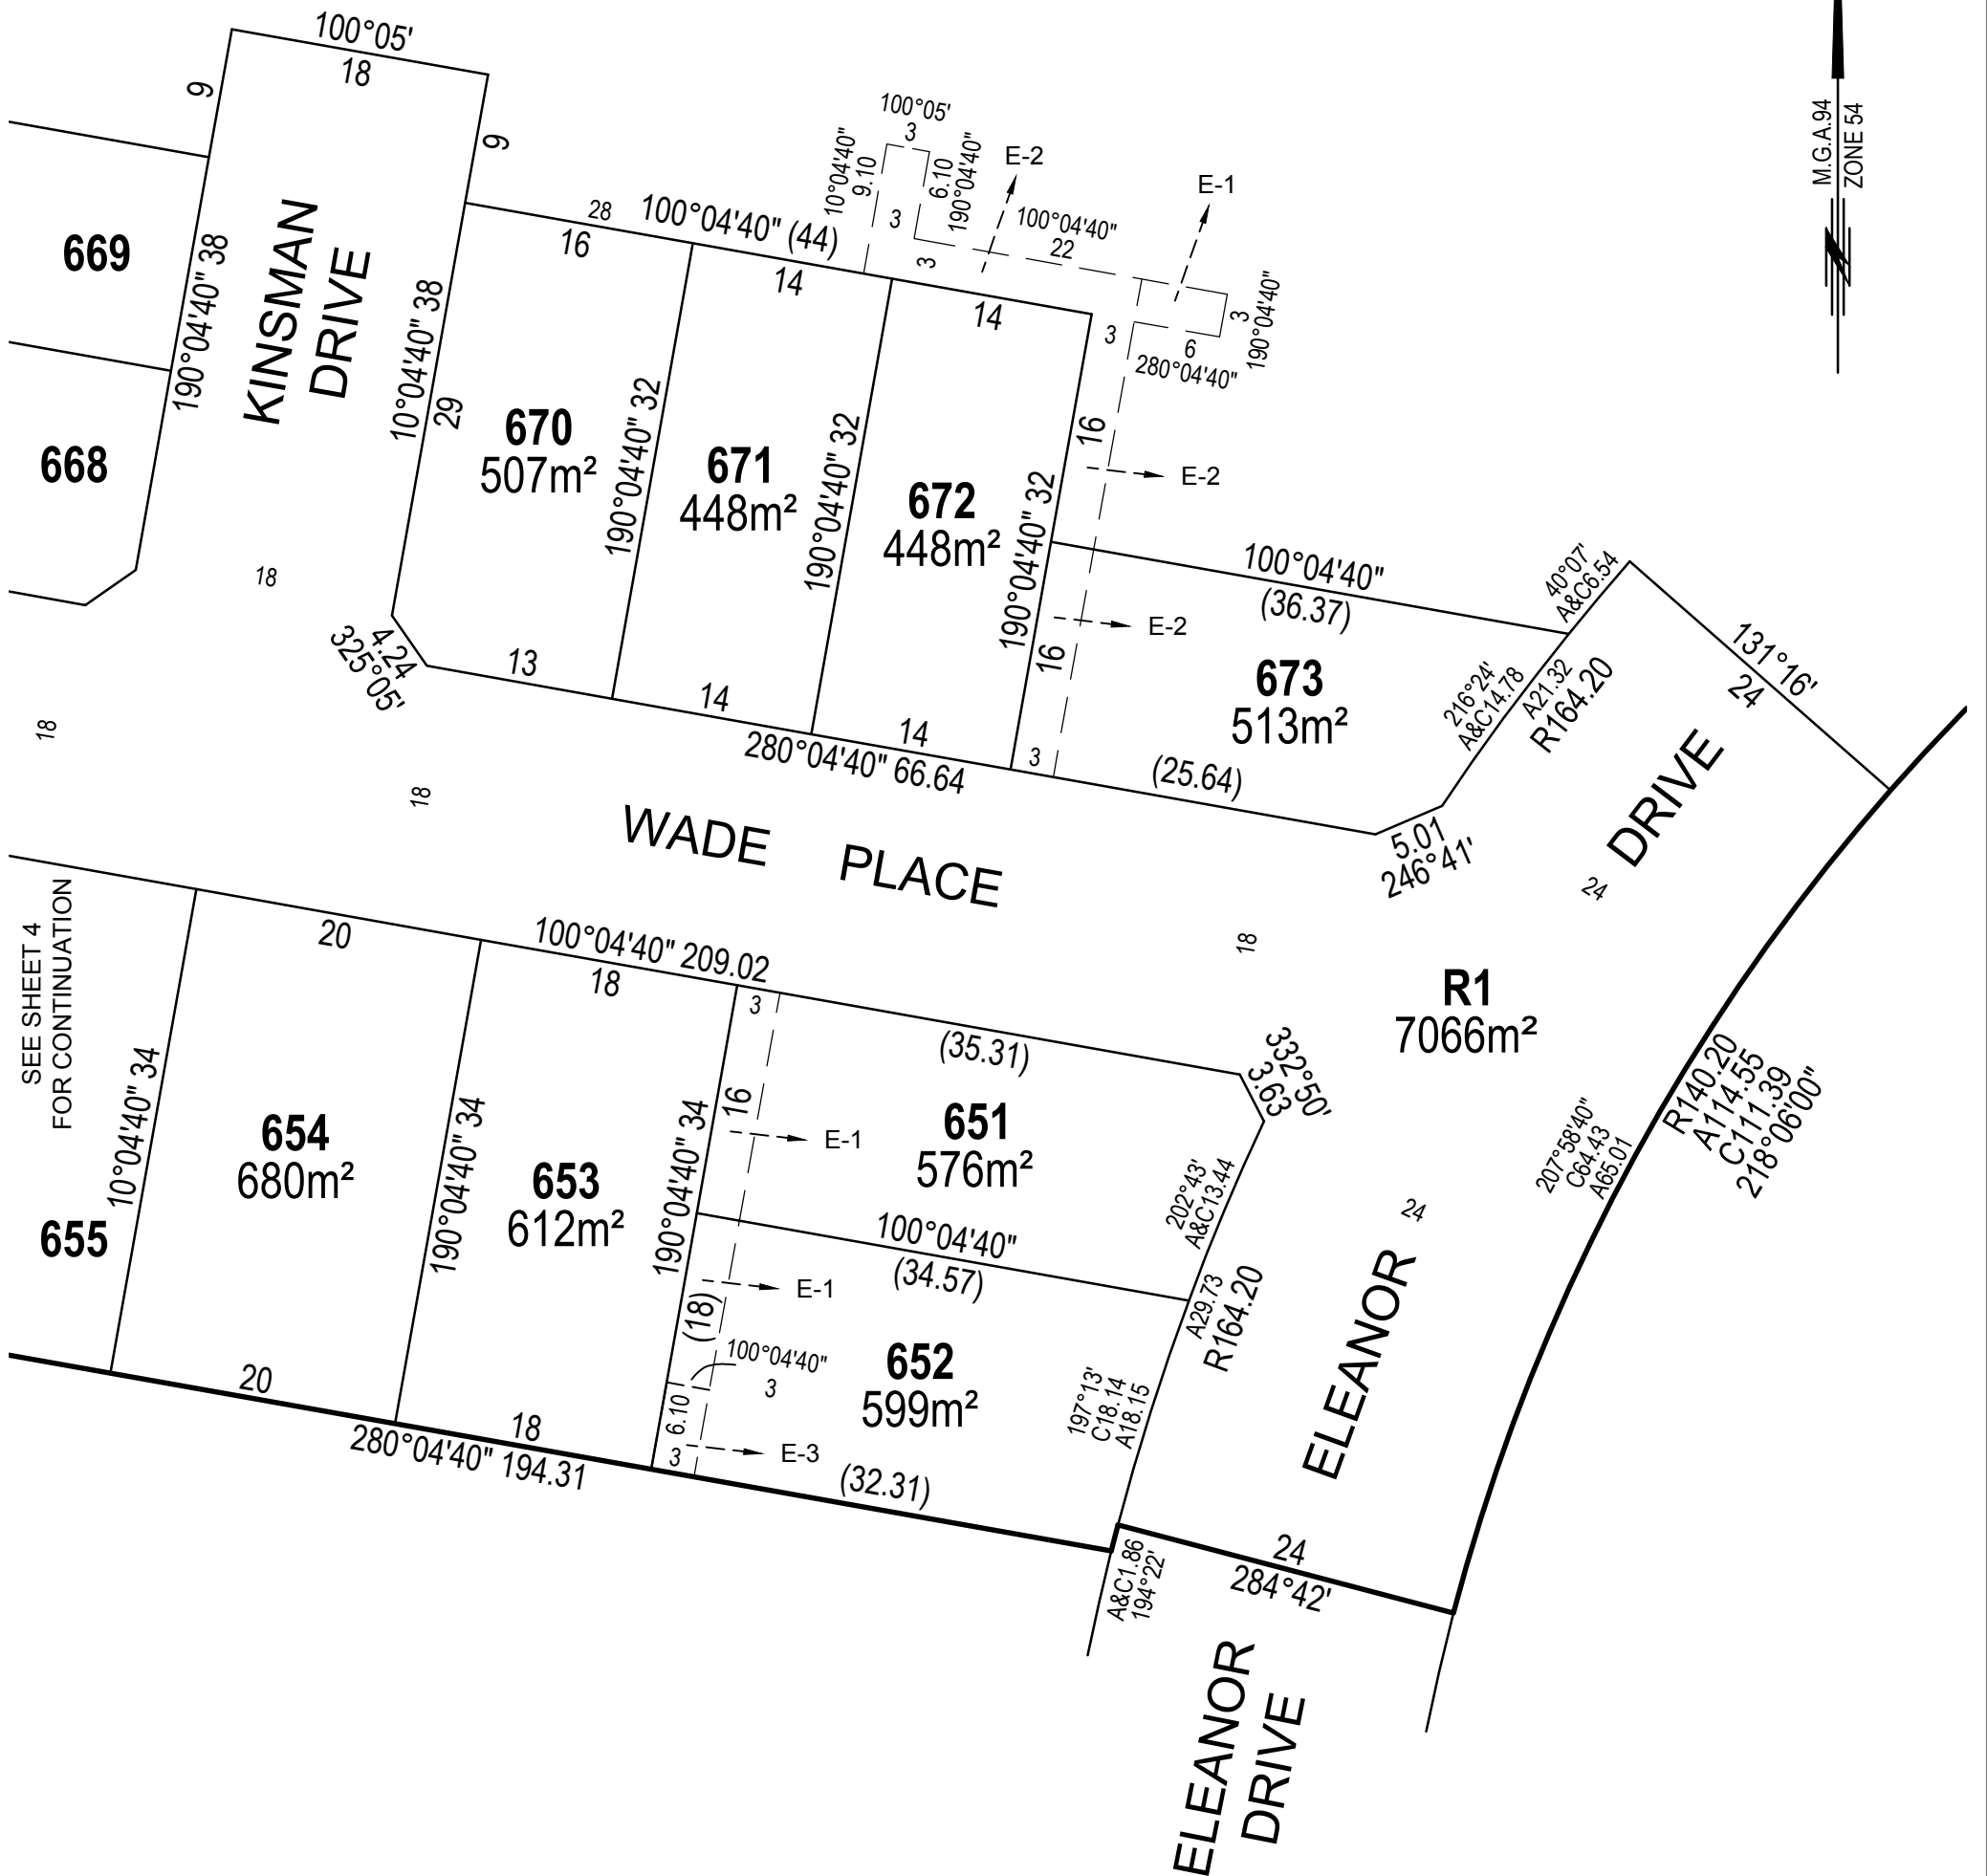 100°05'
18
9
9
669
190°04'40" 38
KINSMAN
DRIVE
10°04'40" 38
29
668
18
325°05'
4.24
28
100°04'40" (44)
16
14
14
10°04'40"
9.10
100°05'
3
3
6.10
190°04'40"
E-2
3
100°04'40"
22
E-1
3
190°04'40"
3
6
280°04'40"
M.G.A.94
ZONE 54
N
670
507m²
190°04'40" 32
671
448m²
190°04'40" 32
672
448m²
190°04'40" 32
16
E-2
16
E-2
100°04'40"
(36.37)
673
513m²
40°07'
A&C6.54
216°24'
A&C14.78
A21.32
R164.20
131°16'
24
13
14
14
280°04'40" 66.64
3
(25.64)
5.01
246°41'
18
18
WADE PLACE
18
DRIVE
24
SEE SHEET 4
FOR CONTINUATION
20
100°04'40" 209.02
18
3
(35.31)
332°50'
3.63
R1
7066m²
10°04'40" 34
654
680m²
190°04'40" 34
653
612m²
190°04'40" 34
16
E-1
651
576m²
202°43'
A&C13.44
100°04'40"
(34.57)
A29.73
R164.20
655
(18)
E-1
100°04'40"
3
652
599m²
197°13'
C18.14
A18.15
6.10
3
E-3
(32.31)
20
18
280°04'40" 194.31
207°58'40"
C64.43
A65.01
R140.20
A114.55
C111.39
218°06'00"
24
ELEANOR
24
284°42'
A&C1.86
194°22'
ELEANOR
DRIVE